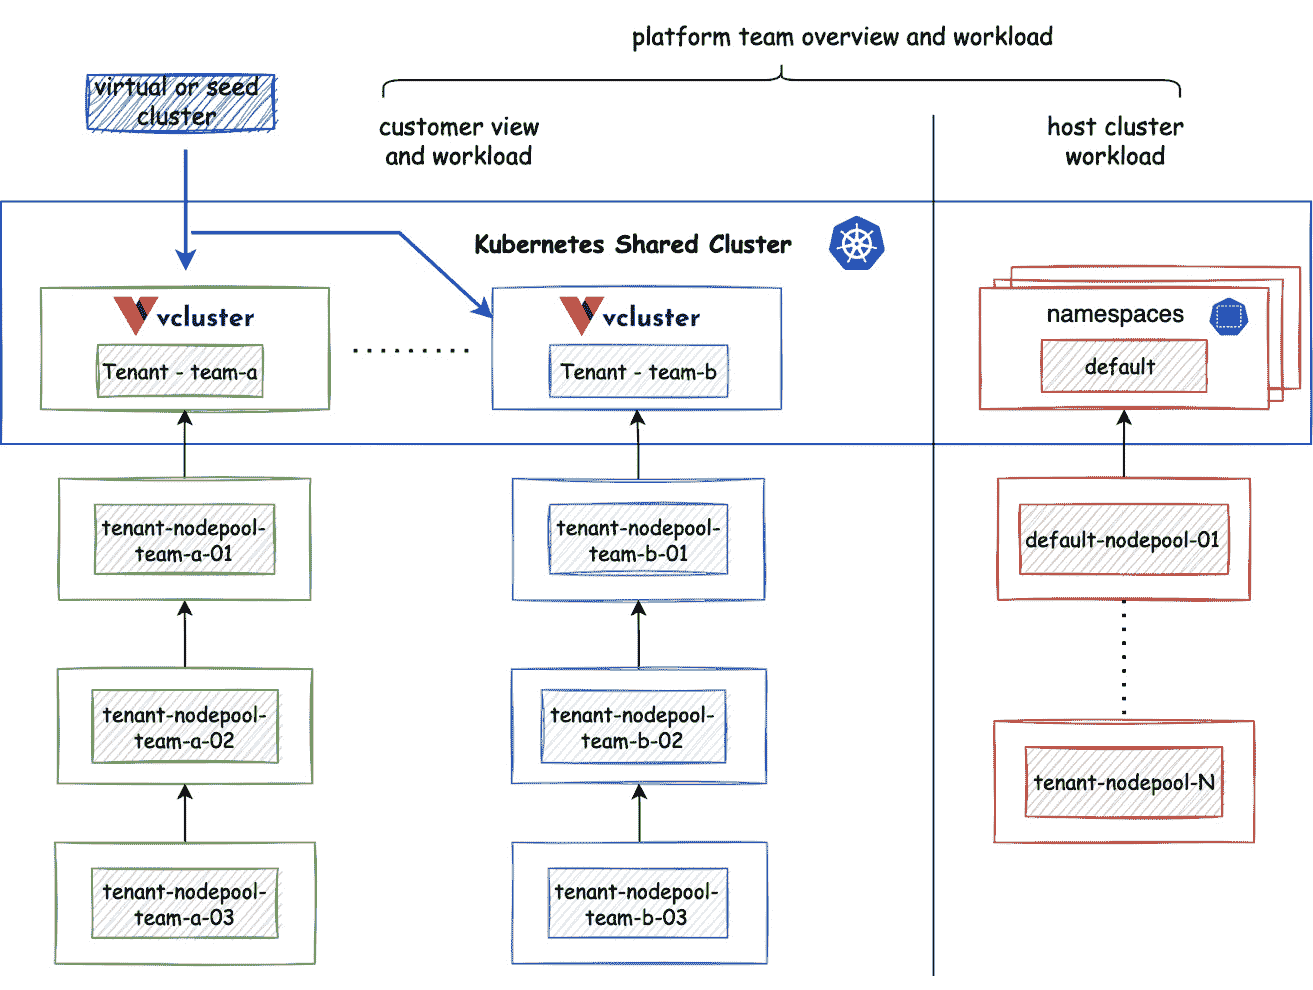 platform team overview and workload
virtual or seed
cluster
customer view
and workload
host cluster
workload
Kubernetes Shared Cluster
vcluster
Tenant - team-a
vcluster
Tenant - team-b
namespaces
default
tenant-nodepool-
team-a-01
tenant-nodepool-
team-b-01
default-nodepool-01
tenant-nodepool-
team-a-02
tenant-nodepool-
team-b-02
tenant-nodepool-N
tenant-nodepool-
team-a-03
tenant-nodepool-
team-b-03